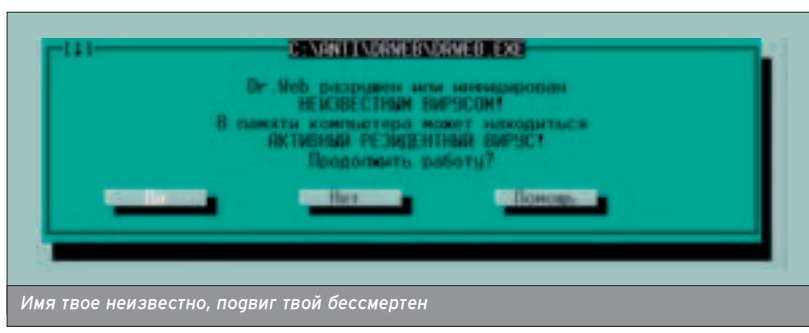 [↓]
C:\ANTI\DRWEB\DRWEB.EXE
Dr.Web разрушен или инфицирован
НЕИЗВЕСТНЫМ ВИРУСОМ!
В памяти компьютера может находиться
АКТИВНЫЙ РЕЗИДЕНТНЫЙ ВИРУС!
Продолжить работу?
Да Нет Помощь
Имя твое неизвестно, подвиг твой бессмертен